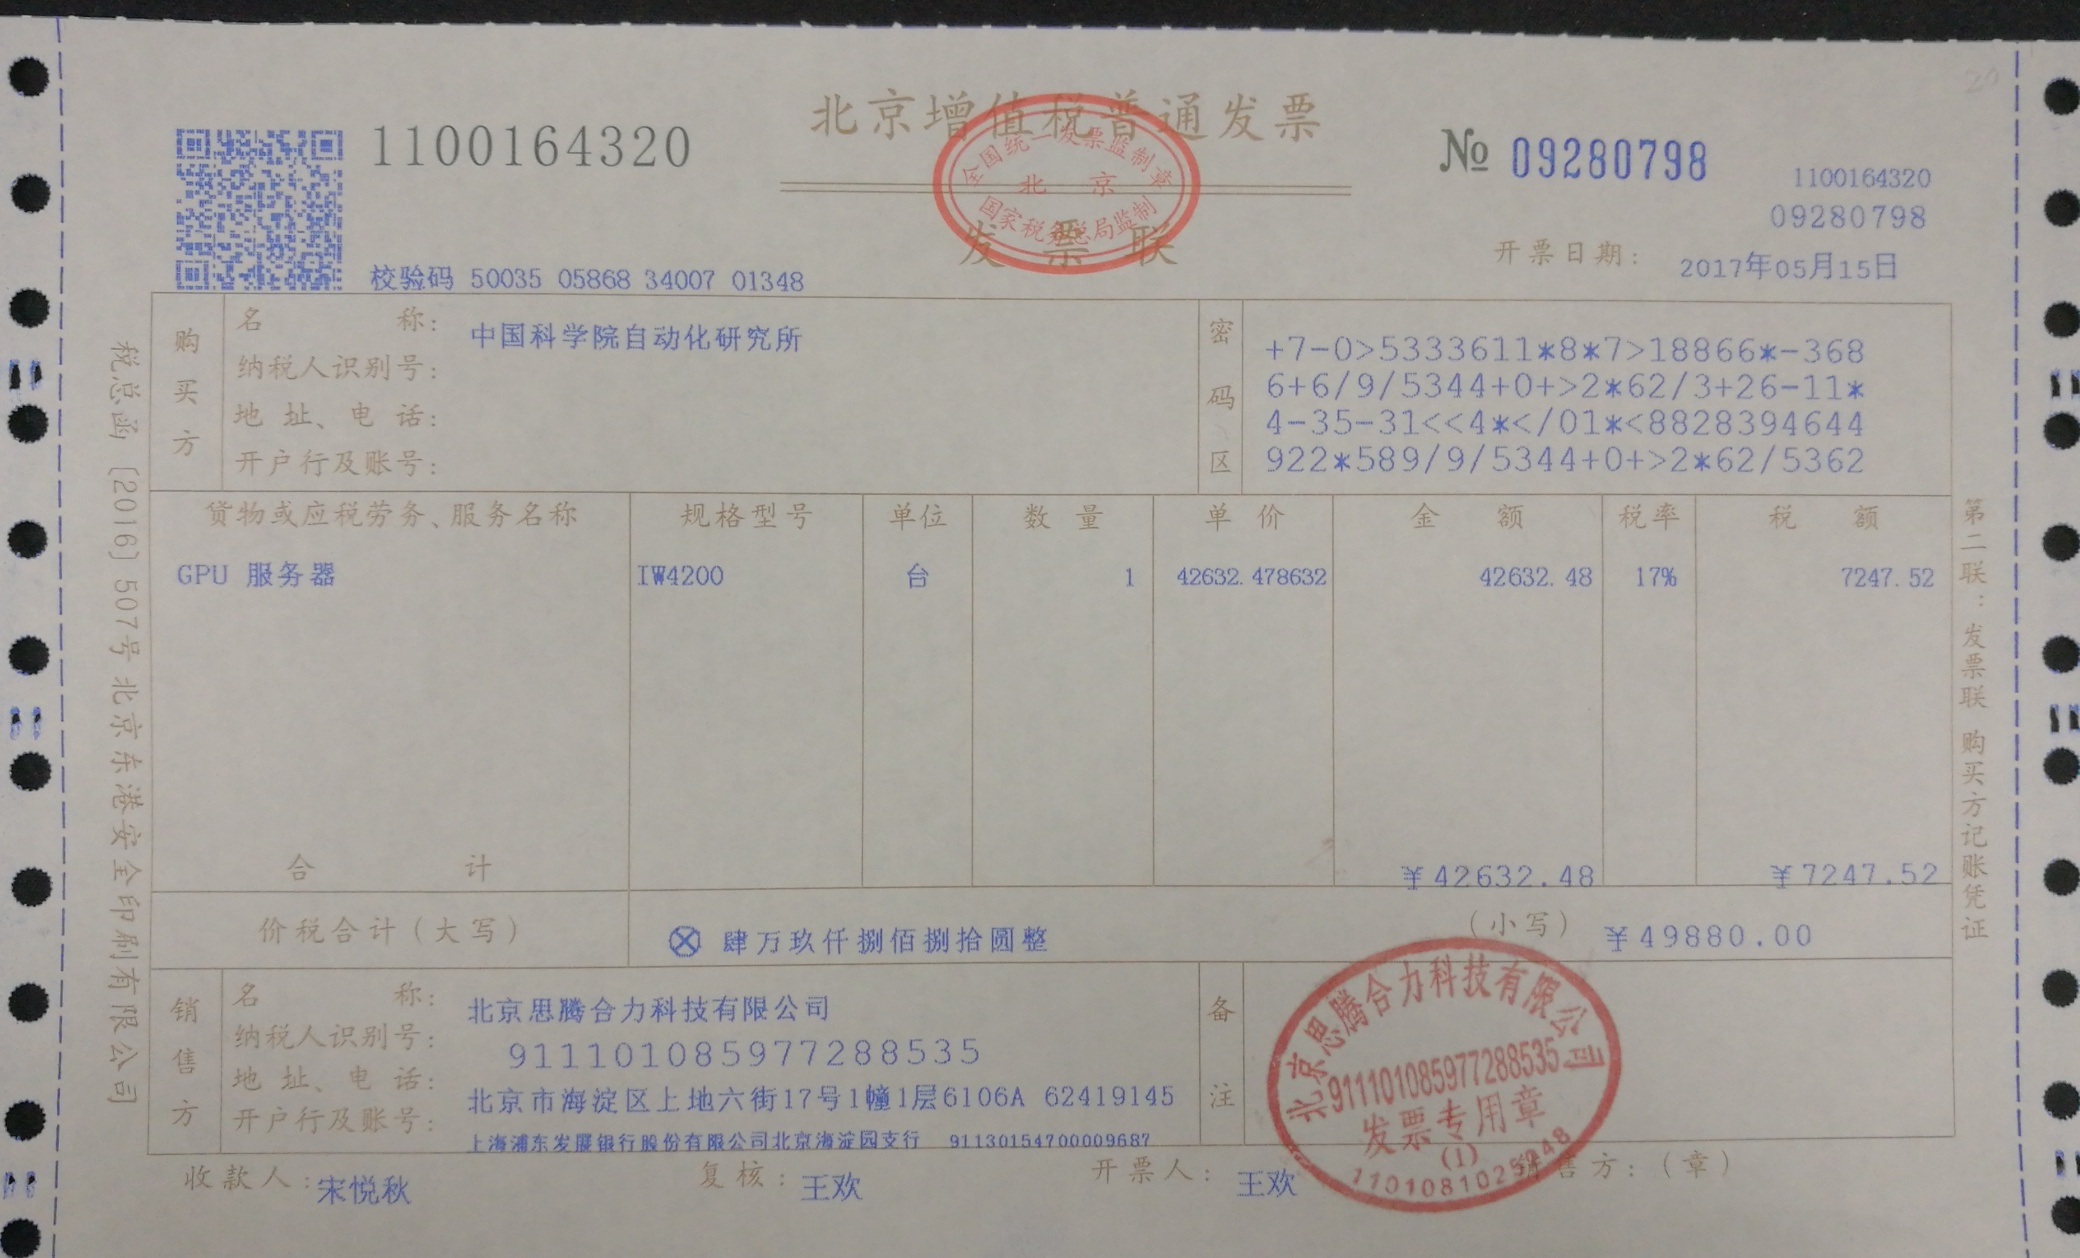 北京增值税普通发票
1100164320
№ 09280798
1100164320
09280798
全国统一发票监制章
北京
国家税务总局监制
发票联
开票日期: 2017年05月15日
校验码 50035 05868 34007 01348
购买方
名称: 中国科学院自动化研究所
纳税人识别号:
地址、电话:
开户行及账号:
密码区
+7-0>5333611*8*7>18866*-368
6+6/9/5344+0+>2*62/3+26-11*
4-35-31<<4*</01*<8828394644
922*589/9/5344+0+>2*62/5362
货物或应税劳务、服务名称 规格型号 单位 数量 单价 金额 税率 税额
GPU 服务器 IW4200 台 1 42632.478632 42632.48 17% 7247.52
合计 ¥42632.48 ¥7247.52
价税合计(大写) ⊗ 肆万玖仟捌佰捌拾圆整 (小写) ¥49880.00
销售方
名称: 北京思腾合力科技有限公司
纳税人识别号: 911101085977288535
地址、电话: 北京市海淀区上地六街17号1幢1层6106A 62419145
开户行及账号: 上海浦东发展银行股份有限公司北京海淀园支行 91130154700009687
备注
北京思腾合力科技有限公司
911101085977288535
发票专用章
(1)
收款人: 宋悦秋 复核: 王欢 开票人: 王欢 销售方:(章)
税总函〔2016〕507号北京东港安全印刷有限公司
第二联:发票联 购买方记账凭证